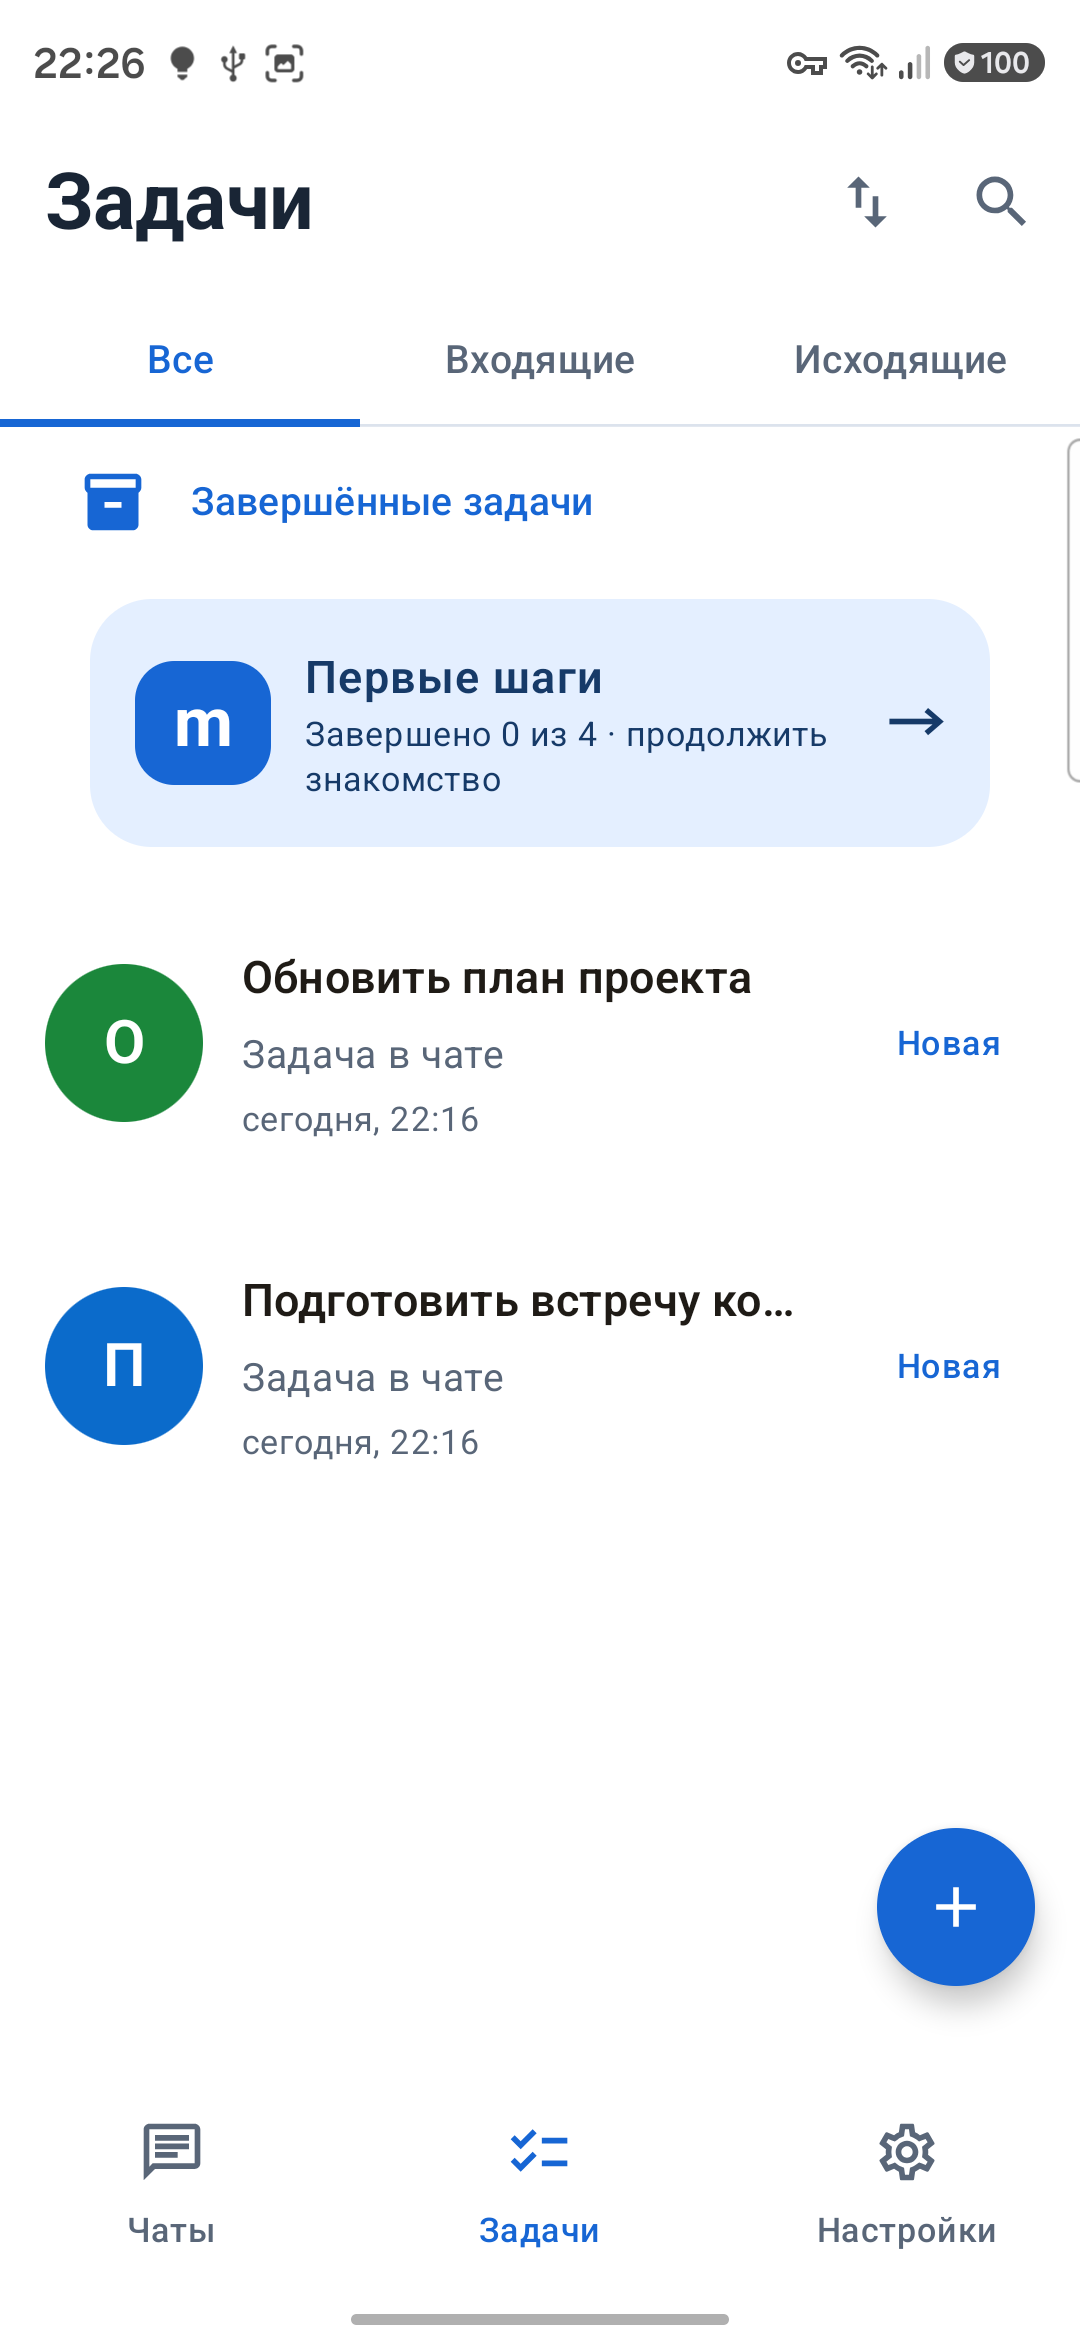 22:26
100
Задачи
Все
Входящие
Исходящие
Завершённые задачи
m
Первые шаги
Завершено 0 из 4 · продолжить
знакомство
О
Обновить план проекта
Задача в чате
сегодня, 22:16
Новая
П
Подготовить встречу ко...
Задача в чате
сегодня, 22:16
Новая
Чаты
Задачи
Настройки